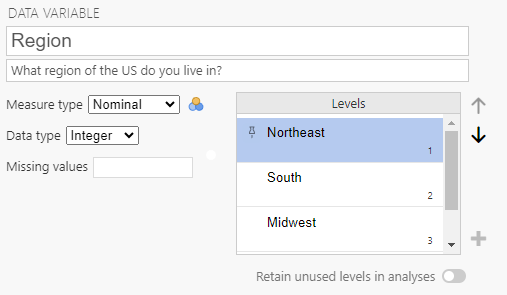 DATA VARIABLE
Region
What region of the US do you live in?
Measure type Nominal
Data type Integer
Missing values
Levels
Northeast
1
South
2
Midwest
3
Retain unused levels in analyses